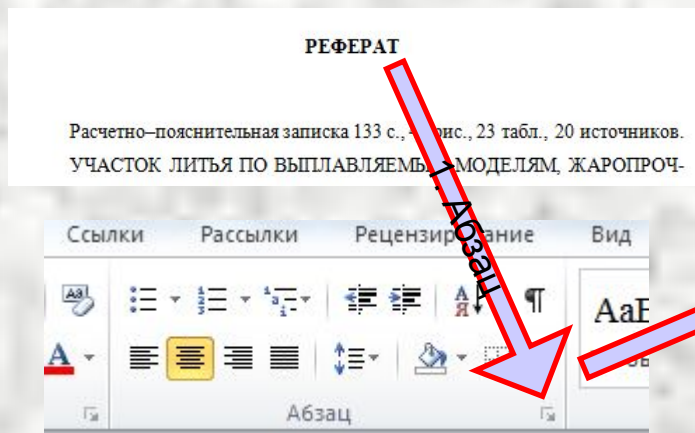 РЕФЕРАТ
Расчетно–пояснительная записка 133 с., рис., 23 табл., 20 источников.
УЧАСТОК ЛИТЬЯ ПО ВЫПЛАВЛЯЕМЫ МОДЕЛЯМ, ЖАРОПРОЧ-
1. Абзац
Ссылки Рассылки Рецензирование Вид
Абзац